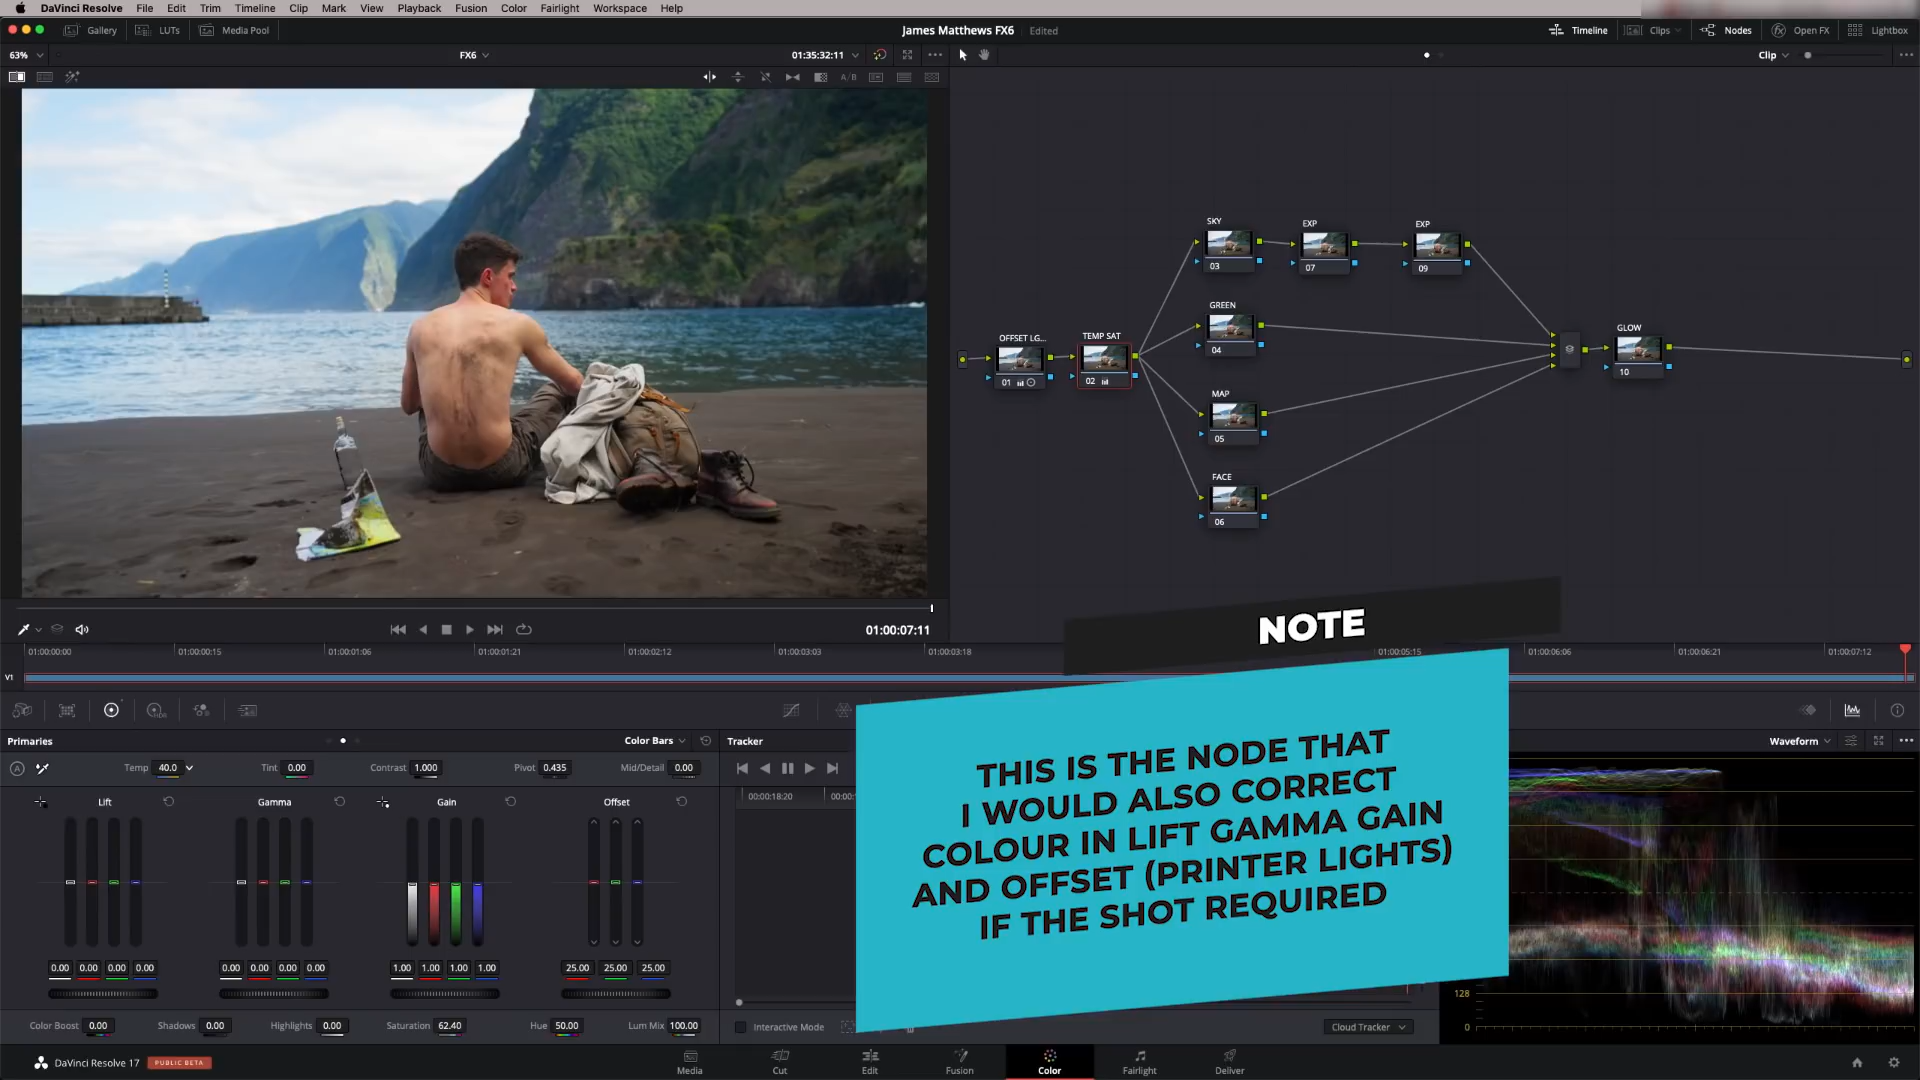 DaVinci Resolve File Edit Trim Timeline Clip Mark View Playback Fusion Color Fairlight Workspace Help
Gallery LUTs Media Pool James Matthews FX6 Edited Timeline Clips Nodes Open FX Lightbox
63% FX6 01:35:32:11 Clip
A/B
SKY EXP EXP
03 07 09
GREEN
04
OFFSET LG... TEMP SAT GLOW
01 02 10
MAP
05
FACE
06
NOTE
01:00:07:11
01:00:00:00 01:00:00:15 01:00:01:06 01:00:01:21 01:00:02:12 01:00:03:03 01:00:03:18 01:00:05:15 01:00:06:06 01:00:06:21 01:00:07:12
V1
THIS IS THE NODE THAT
I WOULD ALSO CORRECT
COLOUR IN LIFT GAMMA GAIN
AND OFFSET (PRINTER LIGHTS)
IF THE SHOT REQUIRED
Primaries Color Bars Tracker Waveform
A Temp 40.0 Tint 0.00 Contrast 1.000 Pivot 0.435 Mid/Detail 0.00
00:00:18:20
Lift Gamma Gain Offset
0.00 0.00 0.00 0.00 0.00 0.00 0.00 0.00 1.00 1.00 1.00 1.00 25.00 25.00 25.00
128
0
Color Boost 0.00 Shadows 0.00 Highlights 0.00 Saturation 62.40 Hue 50.00 Lum Mix 100.00 Interactive Mode Cloud Tracker
DaVinci Resolve 17 PUBLIC BETA Media Cut Edit Fusion Color Fairlight Deliver